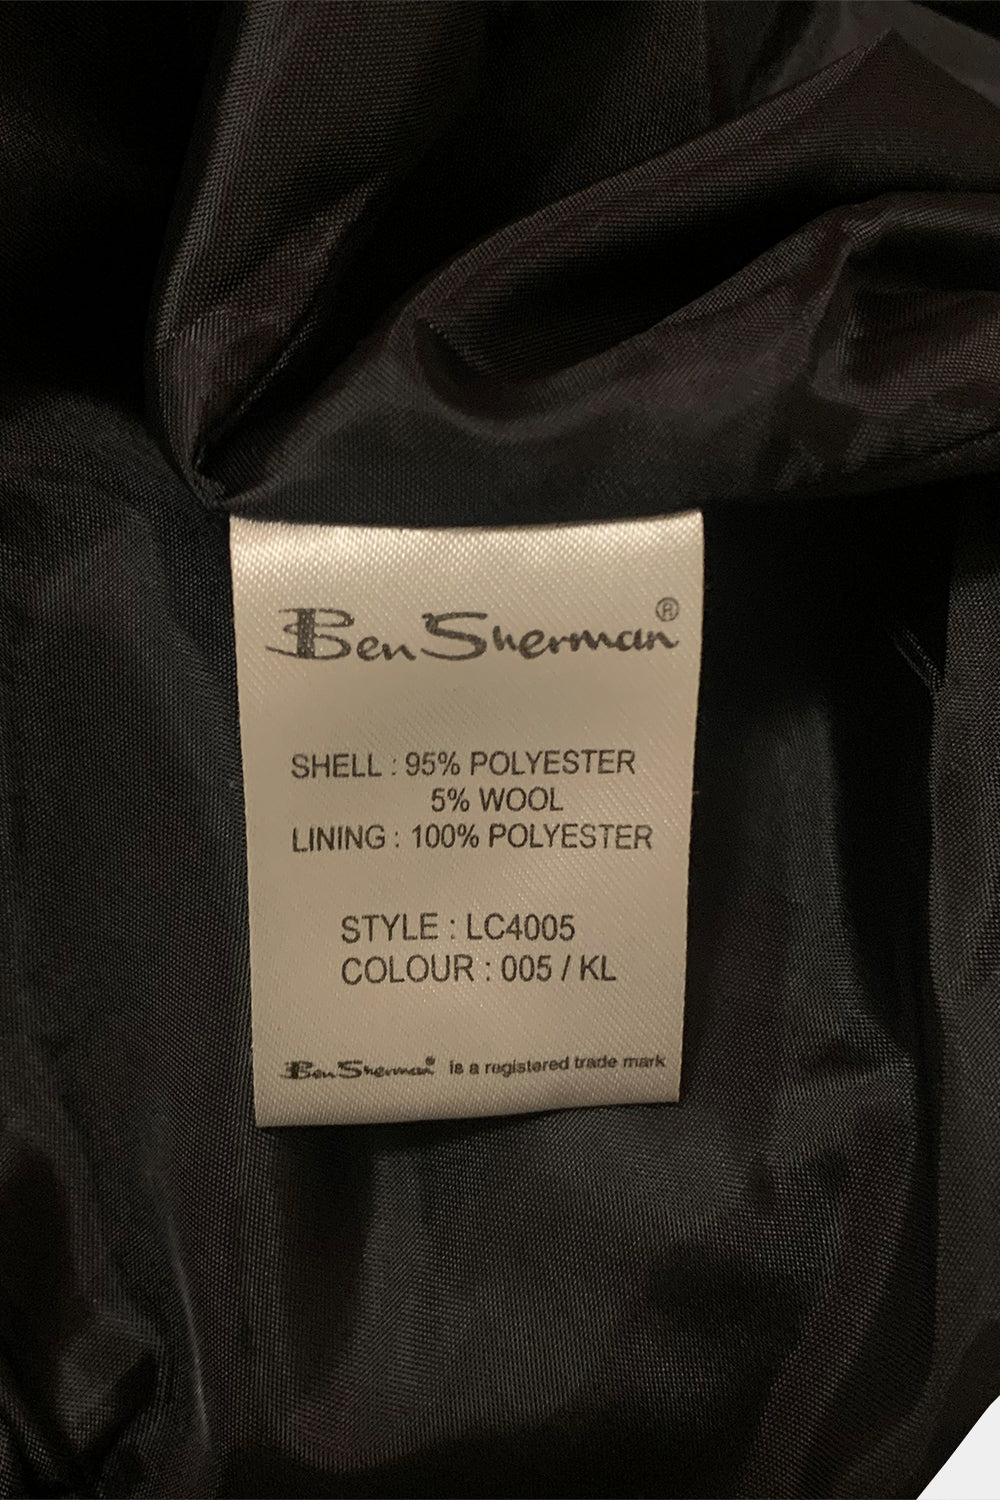 Ben Sherman®
SHELL : 95% POLYESTER
5% WOOL
LINING : 100% POLYESTER
STYLE : LC4005
COLOUR : 005 / KL
Ben Sherman® is a registered trade mark